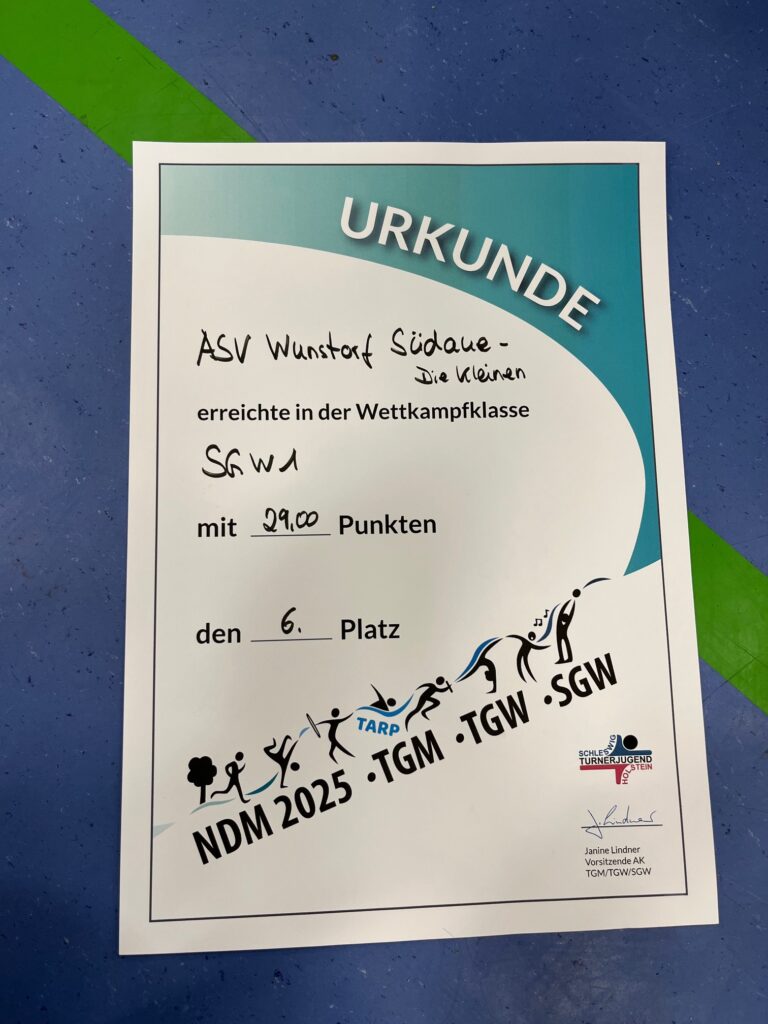 URKUNDE
ASV Wunstorf Südaue -
Die Kleinen
erreichte in der Wettkampfklasse
SGW1
mit 29,00 Punkten
den 6. Platz
TARP
NDM 2025 · TGM · TGW · SGW
SCHLESWIG
TURNERJUGEND
HOLSTEIN
J. Lindner
Janine Lindner
Vorsitzende AK
TGM/TGW/SGW